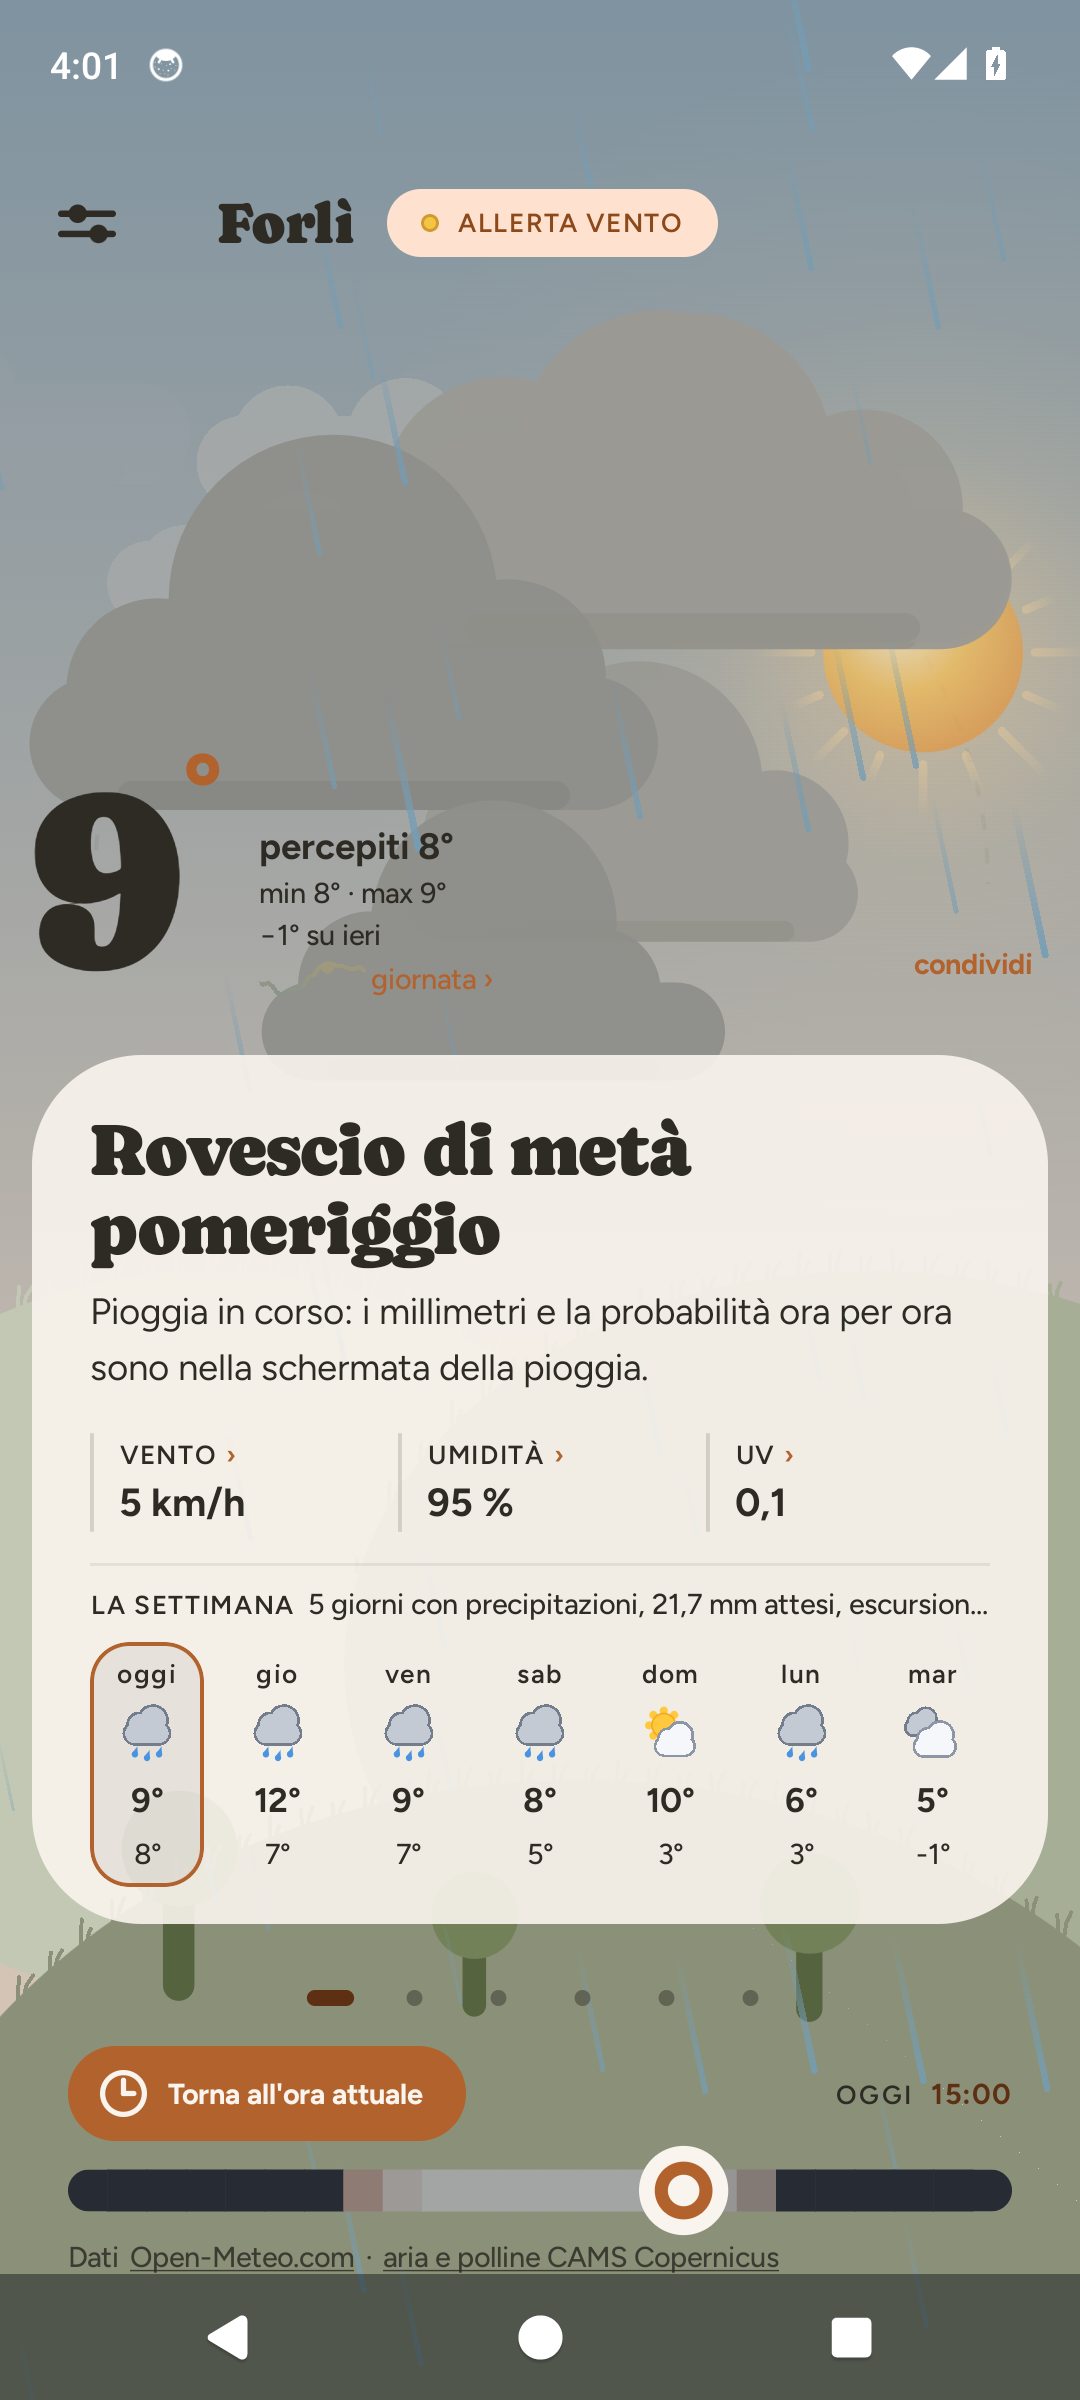 4:01
Forlì
ALLERTA VENTO
9°
percepiti 8°
min 8° · max 9°
−1° su ieri
giornata ›
condividi
Rovescio di metà
pomeriggio
Pioggia in corso: i millimetri e la probabilità ora per ora
sono nella schermata della pioggia.
VENTO › UMIDITÀ › UV ›
5 km/h 95 % 0,1
LA SETTIMANA 5 giorni con precipitazioni, 21,7 mm attesi, escursion...
oggi gio ven sab dom lun mar
9° 12° 9° 8° 10° 6° 5°
8° 7° 7° 5° 3° 3° -1°
Torna all'ora attuale
OGGI 15:00
Dati Open-Meteo.com · aria e polline CAMS Copernicus